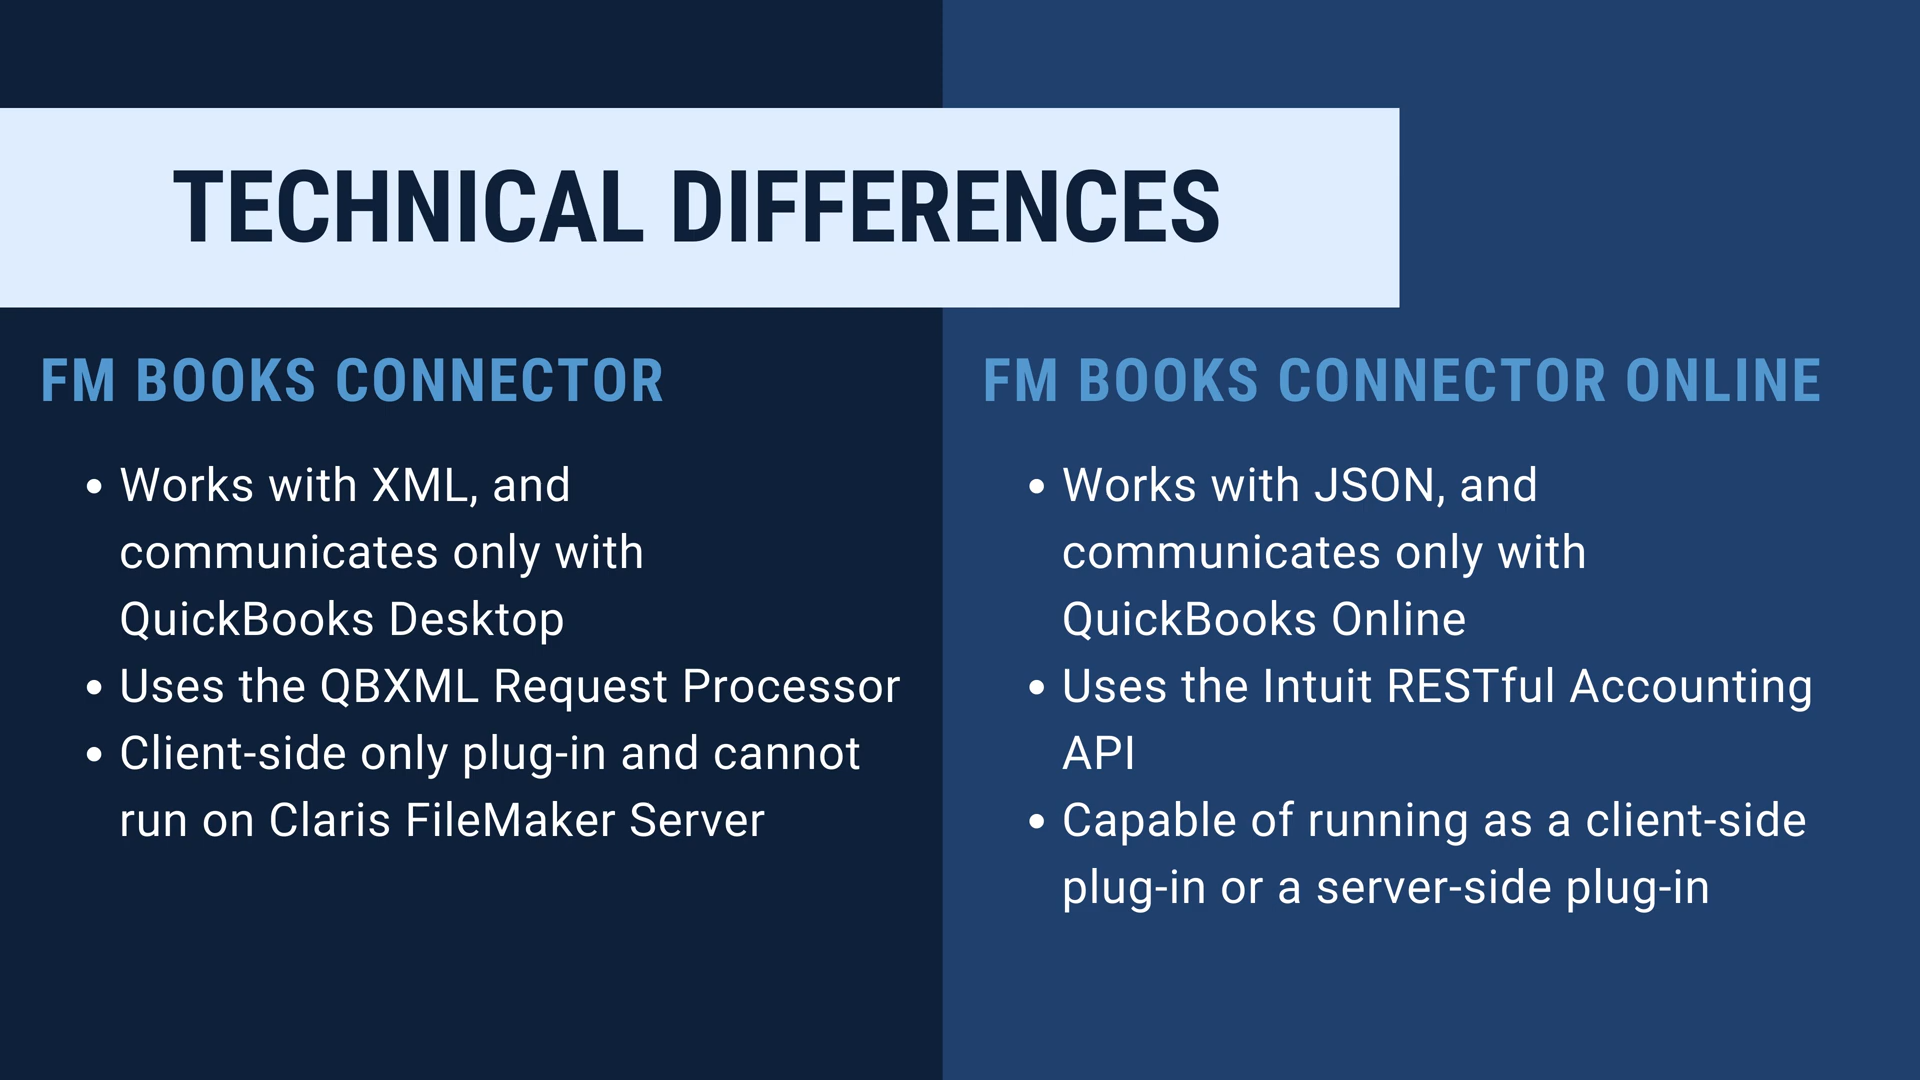 TECHNICAL DIFFERENCES
FM BOOKS CONNECTOR
• Works with XML, and
communicates only with
QuickBooks Desktop
• Uses the QBXML Request Processor
• Client-side only plug-in and cannot
run on Claris FileMaker Server
FM BOOKS CONNECTOR ONLINE
• Works with JSON, and
communicates only with
QuickBooks Online
• Uses the Intuit RESTful Accounting
API
• Capable of running as a client-side
plug-in or a server-side plug-in